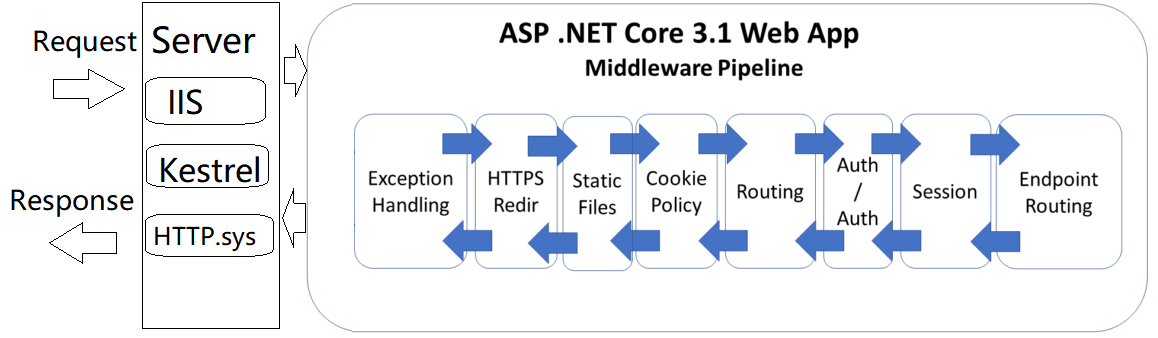 Request
Server
IIS
Kestrel
HTTP.sys
Response
ASP .NET Core 3.1 Web App
Middleware Pipeline
Exception
Handling
HTTPS
Redir
Static
Files
Cookie
Policy
Routing
Auth
/
Auth
Session
Endpoint
Routing